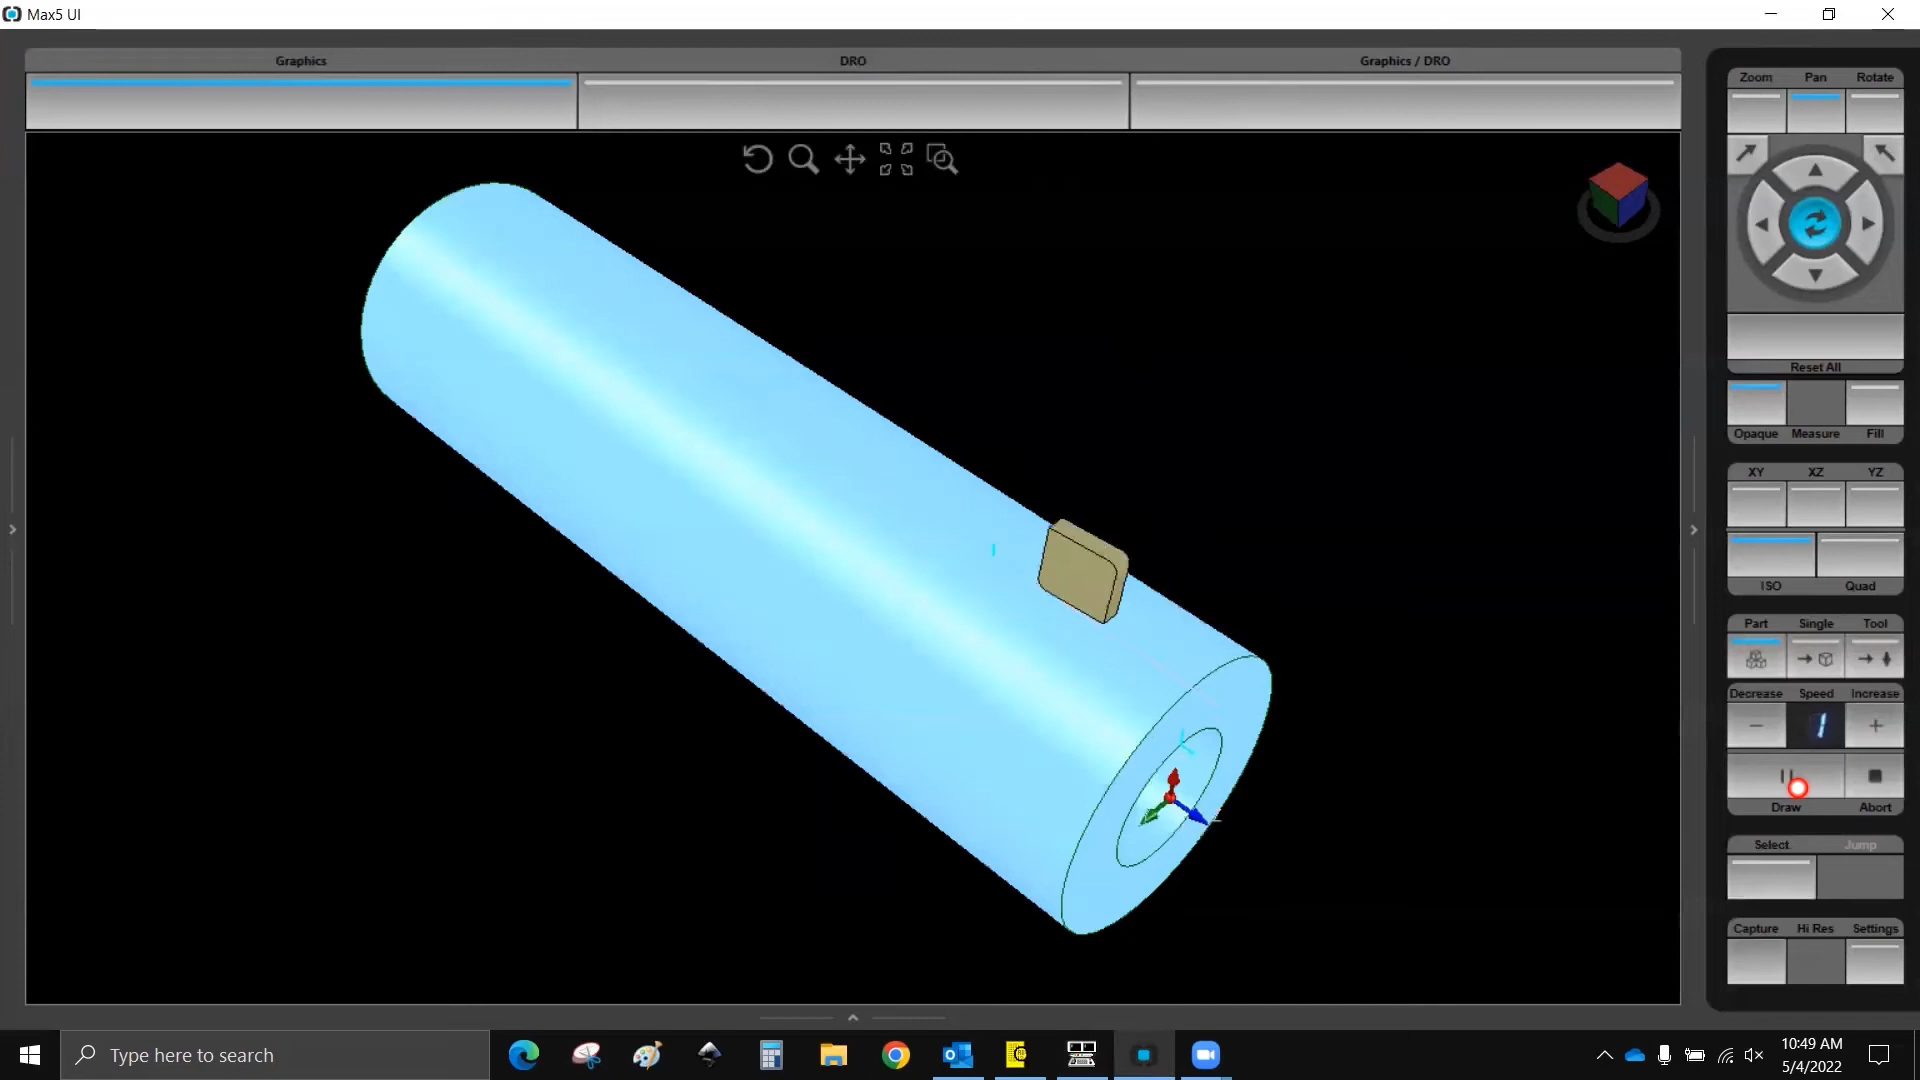 Max5 UI
Graphics DRO Graphics / DRO
Zoom Pan Rotate
Reset All
Opaque Measure Fill
XY XZ YZ
ISO Quad
Part Single Tool
Decrease Speed Increase
1
Draw Abort
Select Jump
Capture Hi Res Settings
Type here to search
10:49 AM
5/4/2022